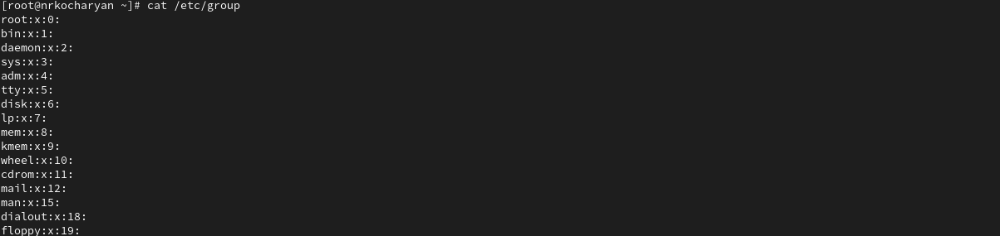 [root@nrkocharyan ~]# cat /etc/group
root:x:0:
bin:x:1:
daemon:x:2:
sys:x:3:
adm:x:4:
tty:x:5:
disk:x:6:
lp:x:7:
mem:x:8:
kmem:x:9:
wheel:x:10:
cdrom:x:11:
mail:x:12:
man:x:15:
dialout:x:18:
floppy:x:19: